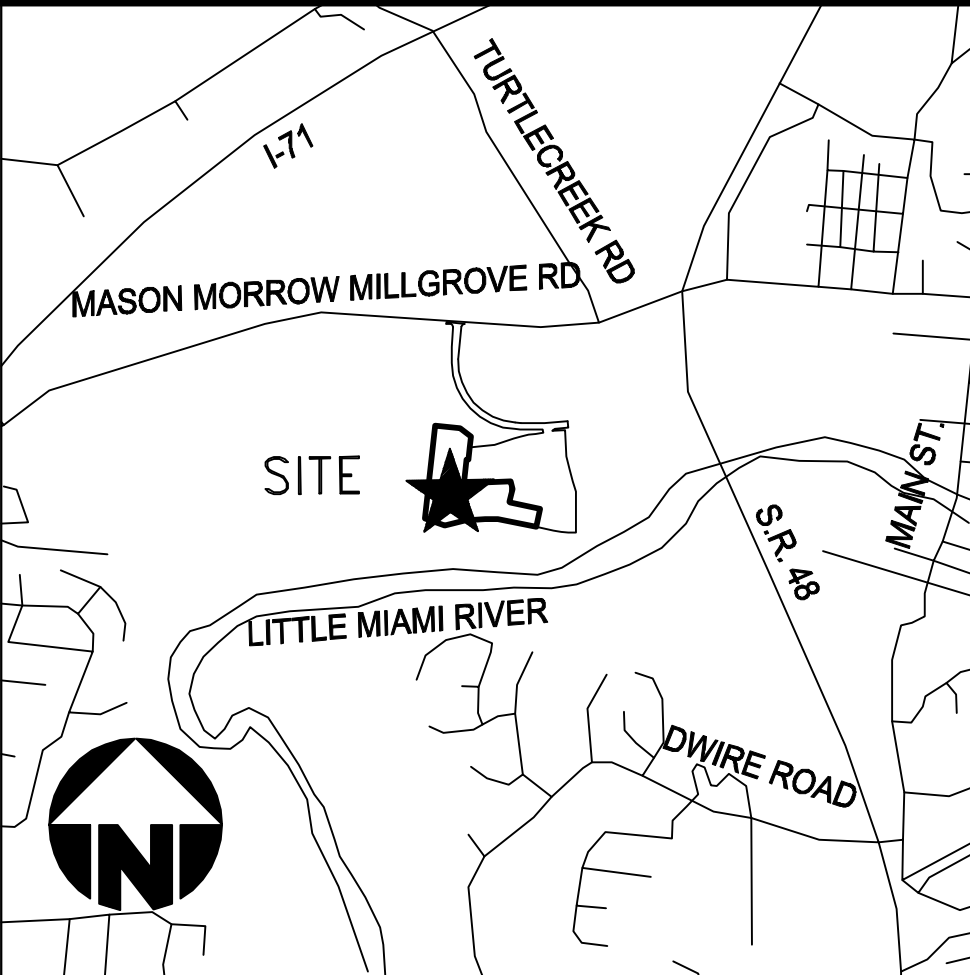 TURTLECREEK RD
I-71
MASON MORROW MILLGROVE RD
SITE
MAIN ST.
S.R. 48
LITTLE MIAMI RIVER
DWIRE ROAD
N